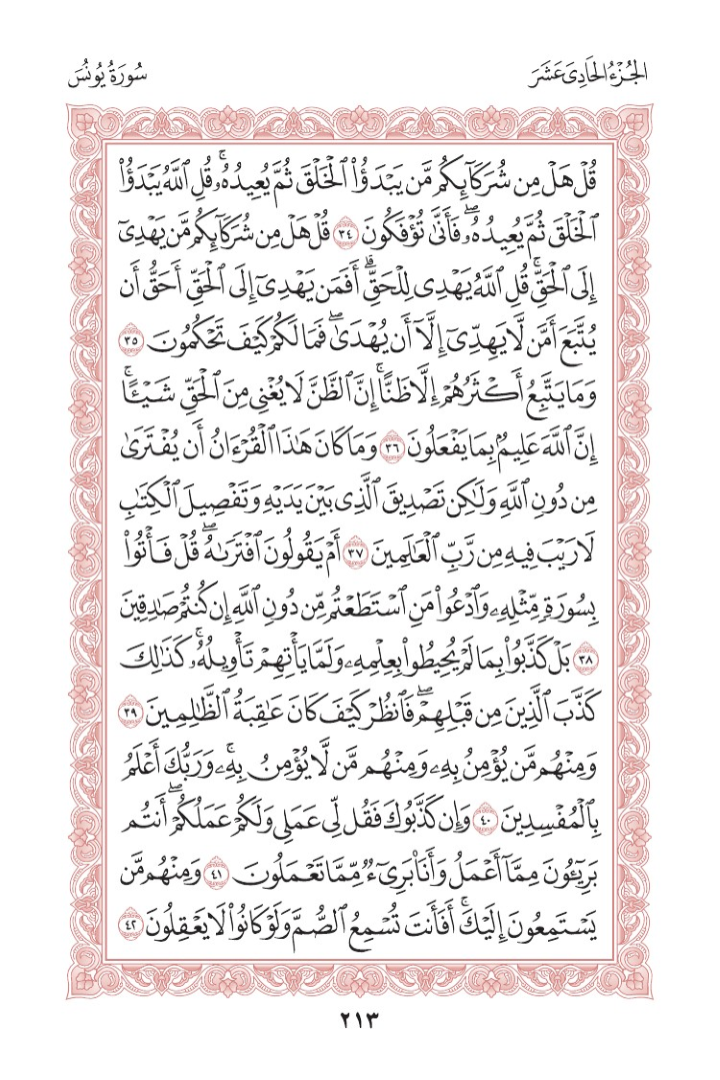 الجُزْءُ الحَادِى عَشَرَ
سُورَةُ يُونُسَ
قُلْ هَلْ مِن شُرَكَآئِكُم مَّن يَبْدَؤُا۟ ٱلْخَلْقَ ثُمَّ يُعِيدُهُۥۚ قُلِ ٱللَّهُ يَبْدَؤُا۟
ٱلْخَلْقَ ثُمَّ يُعِيدُهُۥۖ فَأَنَّىٰ تُؤْفَكُونَ ٣٤ قُلْ هَلْ مِن شُرَكَآئِكُم مَّن يَهْدِىٓ
إِلَى ٱلْحَقِّۚ قُلِ ٱللَّهُ يَهْدِى لِلْحَقِّۗ أَفَمَن يَهْدِىٓ إِلَى ٱلْحَقِّ أَحَقُّ أَن
يُتَّبَعَ أَمَّن لَّا يَهِدِّىٓ إِلَّآ أَن يُهْدَىٰۖ فَمَا لَكُمْ كَيْفَ تَحْكُمُونَ ٣٥
وَمَا يَتَّبِعُ أَكْثَرُهُمْ إِلَّا ظَنًّاۚ إِنَّ ٱلظَّنَّ لَا يُغْنِى مِنَ ٱلْحَقِّ شَيْـًٔاۚ
إِنَّ ٱللَّهَ عَلِيمٌۢ بِمَا يَفْعَلُونَ ٣٦ وَمَا كَانَ هَـٰذَا ٱلْقُرْءَانُ أَن يُفْتَرَىٰ
مِن دُونِ ٱللَّهِ وَلَـٰكِن تَصْدِيقَ ٱلَّذِى بَيْنَ يَدَيْهِ وَتَفْصِيلَ ٱلْكِتَـٰبِ
لَا رَيْبَ فِيهِ مِن رَّبِّ ٱلْعَـٰلَمِينَ ٣٧ أَمْ يَقُولُونَ ٱفْتَرَىٰهُۖ قُلْ فَأْتُوا۟
بِسُورَةٍ مِّثْلِهِۦ وَٱدْعُوا۟ مَنِ ٱسْتَطَعْتُم مِّن دُونِ ٱللَّهِ إِن كُنتُمْ صَـٰدِقِينَ
٣٨ بَلْ كَذَّبُوا۟ بِمَا لَمْ يُحِيطُوا۟ بِعِلْمِهِۦ وَلَمَّا يَأْتِهِمْ تَأْوِيلُهُۥۚ كَذَٰلِكَ
كَذَّبَ ٱلَّذِينَ مِن قَبْلِهِمْۖ فَٱنظُرْ كَيْفَ كَانَ عَـٰقِبَةُ ٱلظَّـٰلِمِينَ ٣٩
وَمِنْهُم مَّن يُؤْمِنُ بِهِۦ وَمِنْهُم مَّن لَّا يُؤْمِنُ بِهِۦۚ وَرَبُّكَ أَعْلَمُ
بِٱلْمُفْسِدِينَ ٤٠ وَإِن كَذَّبُوكَ فَقُل لِّى عَمَلِى وَلَكُمْ عَمَلُكُمْۖ أَنتُم
بَرِيٓـُٔونَ مِمَّآ أَعْمَلُ وَأَنَا۠ بَرِىٓءٌ مِّمَّا تَعْمَلُونَ ٤١ وَمِنْهُم مَّن
يَسْتَمِعُونَ إِلَيْكَۚ أَفَأَنتَ تُسْمِعُ ٱلصُّمَّ وَلَوْ كَانُوا۟ لَا يَعْقِلُونَ ٤٢
٢١٣